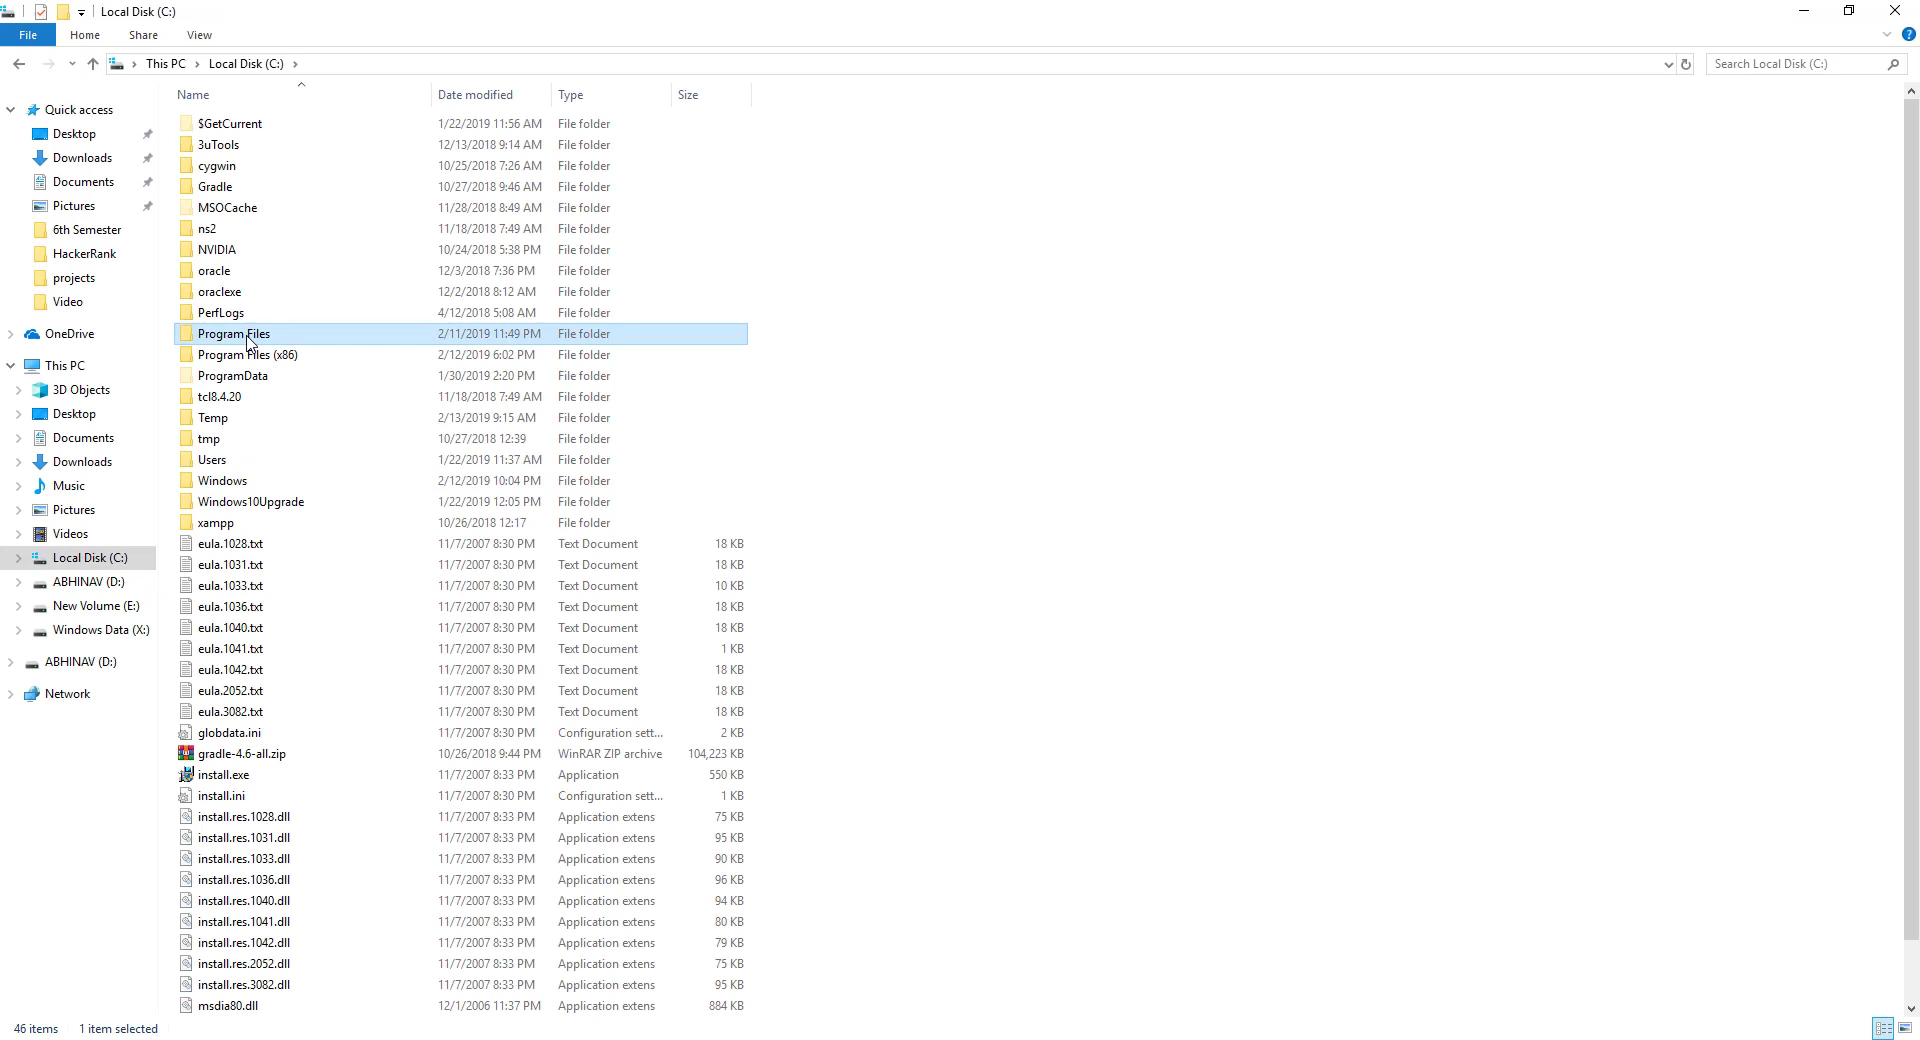 Local Disk (C:)
File Home Share View
This PC Local Disk (C:) Search Local Disk (C:)
Name Date modified Type Size
Quick access
Desktop
Downloads
Documents
Pictures
6th Semester
HackerRank
projects
Video
OneDrive
This PC
3D Objects
Desktop
Documents
Downloads
Music
Pictures
Videos
Local Disk (C:)
ABHINAV (D:)
New Volume (E:)
Windows Data (X:)
ABHINAV (D:)
Network
$GetCurrent 1/22/2019 11:56 AM File folder
3uTools 12/13/2018 9:14 AM File folder
cygwin 10/25/2018 7:26 AM File folder
Gradle 10/27/2018 9:46 AM File folder
MSOCache 11/28/2018 8:49 AM File folder
ns2 11/18/2018 7:49 AM File folder
NVIDIA 10/24/2018 5:38 PM File folder
oracle 12/3/2018 7:36 PM File folder
oraclexe 12/2/2018 8:12 AM File folder
PerfLogs 4/12/2018 5:08 AM File folder
Program Files 2/11/2019 11:49 PM File folder
Program Files (x86) 2/12/2019 6:02 PM File folder
ProgramData 1/30/2019 2:20 PM File folder
tcl8.4.20 11/18/2018 7:49 AM File folder
Temp 2/13/2019 9:15 AM File folder
tmp 10/27/2018 12:39 File folder
Users 1/22/2019 11:37 AM File folder
Windows 2/12/2019 10:04 PM File folder
Windows10Upgrade 1/22/2019 12:05 PM File folder
xampp 10/26/2018 12:17 File folder
eula.1028.txt 11/7/2007 8:30 PM Text Document 18 KB
eula.1031.txt 11/7/2007 8:30 PM Text Document 18 KB
eula.1033.txt 11/7/2007 8:30 PM Text Document 10 KB
eula.1036.txt 11/7/2007 8:30 PM Text Document 18 KB
eula.1040.txt 11/7/2007 8:30 PM Text Document 18 KB
eula.1041.txt 11/7/2007 8:30 PM Text Document 1 KB
eula.1042.txt 11/7/2007 8:30 PM Text Document 18 KB
eula.2052.txt 11/7/2007 8:30 PM Text Document 18 KB
eula.3082.txt 11/7/2007 8:30 PM Text Document 18 KB
globdata.ini 11/7/2007 8:30 PM Configuration sett... 2 KB
gradle-4.6-all.zip 10/26/2018 9:44 PM WinRAR ZIP archive 104,223 KB
install.exe 11/7/2007 8:33 PM Application 550 KB
install.ini 11/7/2007 8:30 PM Configuration sett... 1 KB
install.res.1028.dll 11/7/2007 8:33 PM Application extens 75 KB
install.res.1031.dll 11/7/2007 8:33 PM Application extens 95 KB
install.res.1033.dll 11/7/2007 8:33 PM Application extens 90 KB
install.res.1036.dll 11/7/2007 8:33 PM Application extens 96 KB
install.res.1040.dll 11/7/2007 8:33 PM Application extens 94 KB
install.res.1041.dll 11/7/2007 8:33 PM Application extens 80 KB
install.res.1042.dll 11/7/2007 8:33 PM Application extens 79 KB
install.res.2052.dll 11/7/2007 8:33 PM Application extens 75 KB
install.res.3082.dll 11/7/2007 8:33 PM Application extens 95 KB
msdia80.dll 12/1/2006 11:37 PM Application extens 884 KB
46 items 1 item selected